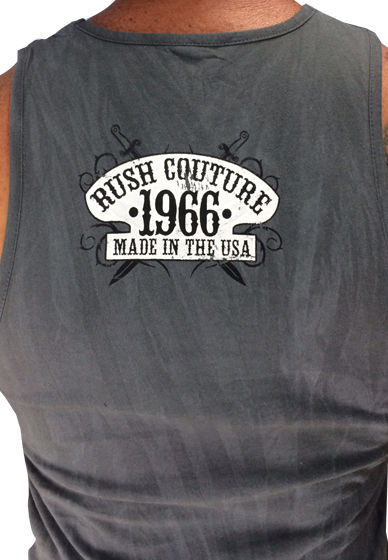 RUSH COUTURE
·1966·
MADE IN THE USA